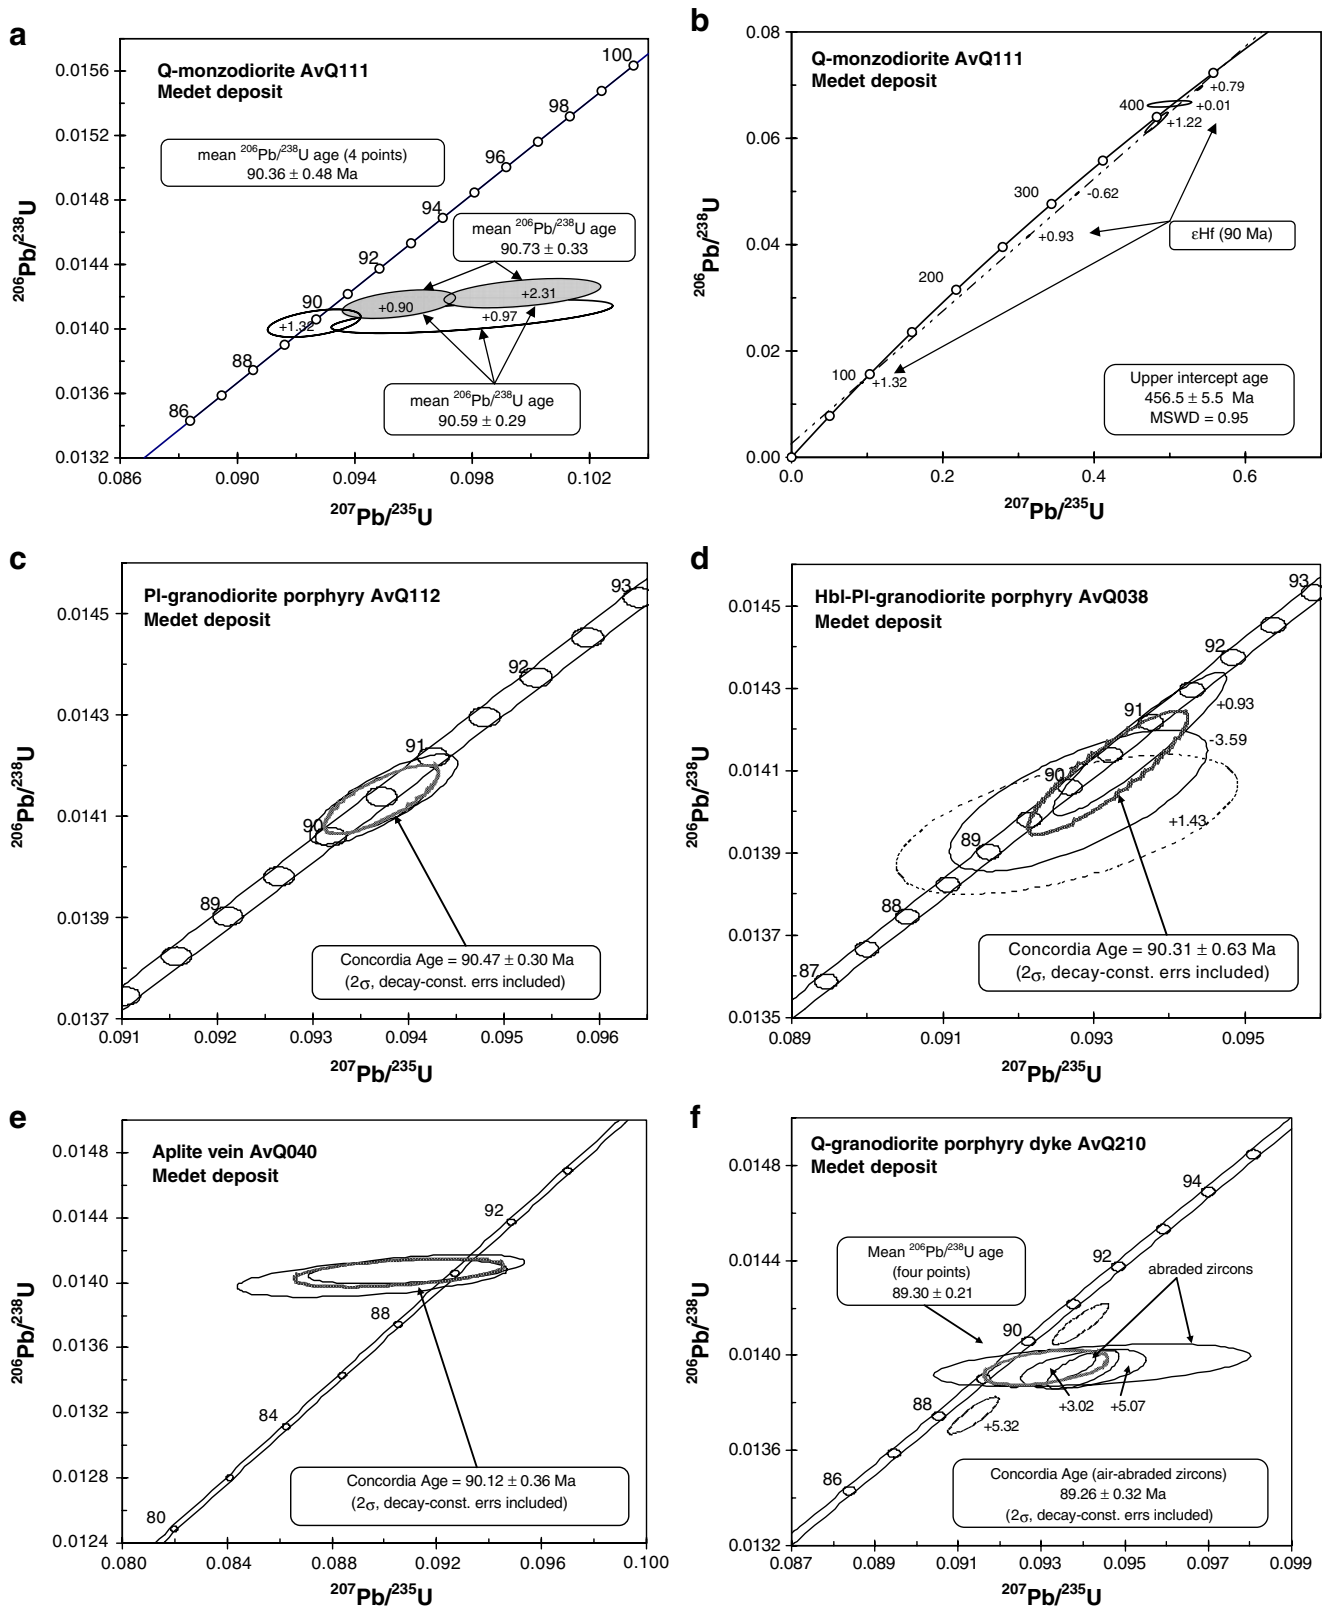 a
Q-monzodiorite AvQ111
Medet deposit
mean ²⁰⁶Pb/²³⁸U age (4 points)
90.36 ± 0.48 Ma
mean ²⁰⁶Pb/²³⁸U age
90.73 ± 0.33
mean ²⁰⁶Pb/²³⁸U age
90.59 ± 0.29
100
98
96
94
92
90
88
86
+1.32
+0.90
+2.31
+0.97
0.0156
0.0152
0.0148
0.0144
0.0140
0.0136
0.0132
0.086
0.090
0.094
0.098
0.102
²⁰⁶Pb/²³⁸U
²⁰⁷Pb/²³⁵U
b
Q-monzodiorite AvQ111
Medet deposit
+0.79
+0.01
+1.22
-0.62
+0.93
+1.32
400
300
200
100
εHf (90 Ma)
Upper intercept age
456.5 ± 5.5 Ma
MSWD = 0.95
0.08
0.06
0.04
0.02
0.00
0.0
0.2
0.4
0.6
²⁰⁶Pb/²³⁸U
²⁰⁷Pb/²³⁵U
c
Pl-granodiorite porphyry AvQ112
Medet deposit
93
92
91
90
89
Concordia Age = 90.47 ± 0.30 Ma
(2σ, decay-const. errs included)
0.0145
0.0143
0.0141
0.0139
0.0137
0.091
0.092
0.093
0.094
0.095
0.096
²⁰⁶Pb/²³⁸U
²⁰⁷Pb/²³⁵U
d
Hbl-Pl-granodiorite porphyry AvQ038
Medet deposit
93
92
91
90
89
88
87
+0.93
-3.59
+1.43
Concordia Age = 90.31 ± 0.63 Ma
(2σ, decay-const. errs included)
0.0145
0.0143
0.0141
0.0139
0.0137
0.0135
0.089
0.091
0.093
0.095
²⁰⁶Pb/²³⁸U
²⁰⁷Pb/²³⁵U
e
Aplite vein AvQ040
Medet deposit
92
88
84
80
Concordia Age = 90.12 ± 0.36 Ma
(2σ, decay-const. errs included)
0.0148
0.0144
0.0140
0.0136
0.0132
0.0128
0.0124
0.080
0.084
0.088
0.092
0.096
0.100
²⁰⁶Pb/²³⁸U
²⁰⁷Pb/²³⁵U
f
Q-granodiorite porphyry dyke AvQ210
Medet deposit
94
92
90
88
86
Mean ²⁰⁶Pb/²³⁸U age
(four points)
89.30 ± 0.21
abraded zircons
+3.02
+5.07
+5.32
Concordia Age (air-abraded zircons)
89.26 ± 0.32 Ma
(2σ, decay-const. errs included)
0.0148
0.0144
0.0140
0.0136
0.0132
0.087
0.089
0.091
0.093
0.095
0.097
0.099
²⁰⁶Pb/²³⁸U
²⁰⁷Pb/²³⁵U